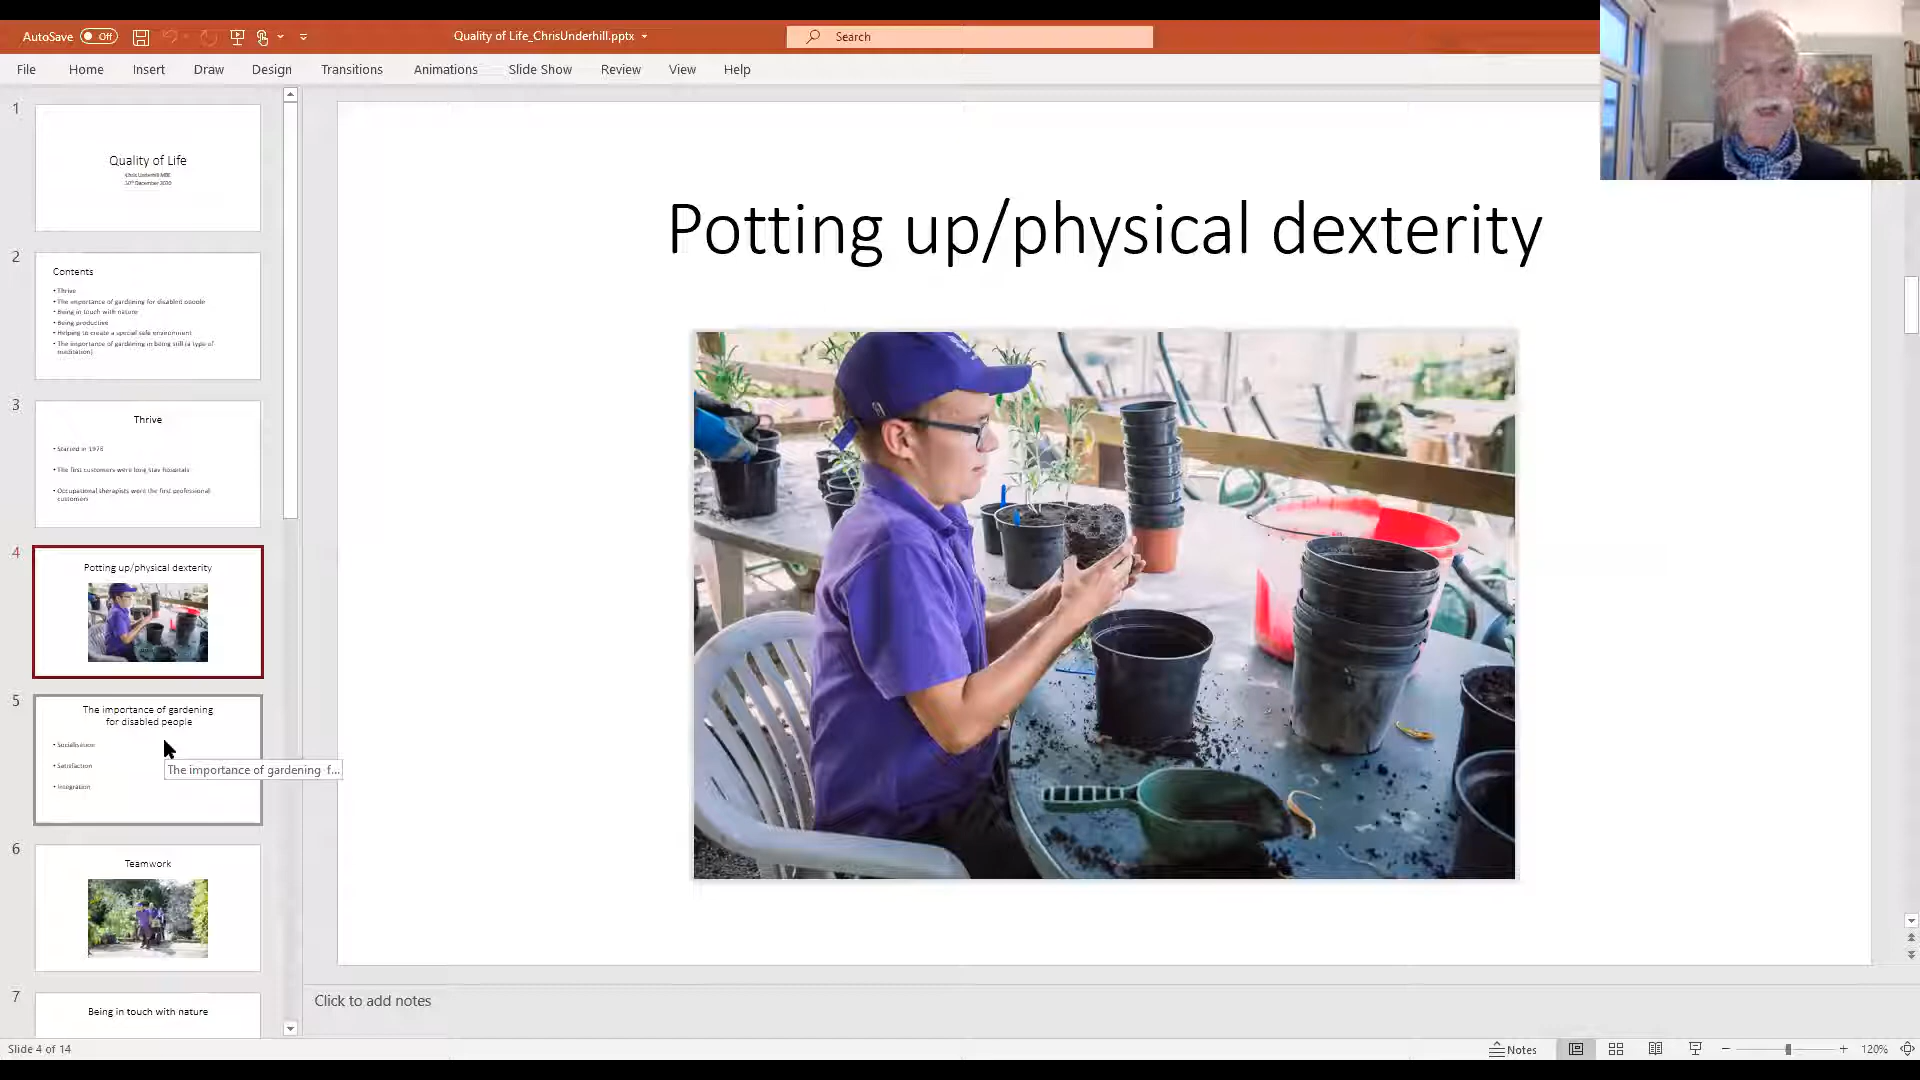 AutoSave Off
Quality of Life_ChrisUnderhill.pptx
Search
File Home Insert Draw Design Transitions Animations Slide Show Review View Help
1
Quality of Life
Chris Underhill MBE
10th December 2020
2
Contents
• Thrive
• The importance of gardening for disabled people
• Being in touch with nature
• Being productive
• Helping to create a special safe environment
• The importance of gardening in being still (a type of
meditation)
3
Thrive
• Started in 1978
• The first customers were long stay hospitals
• Occupational therapists were the first professional
customers
4
Potting up/physical dexterity
5
The importance of gardening
for disabled people
• Socialisation
• Satisfaction
• Integration
The importance of gardening f...
6
Teamwork
7
Being in touch with nature
Potting up/physical dexterity
Click to add notes
Slide 4 of 14
Notes
120%